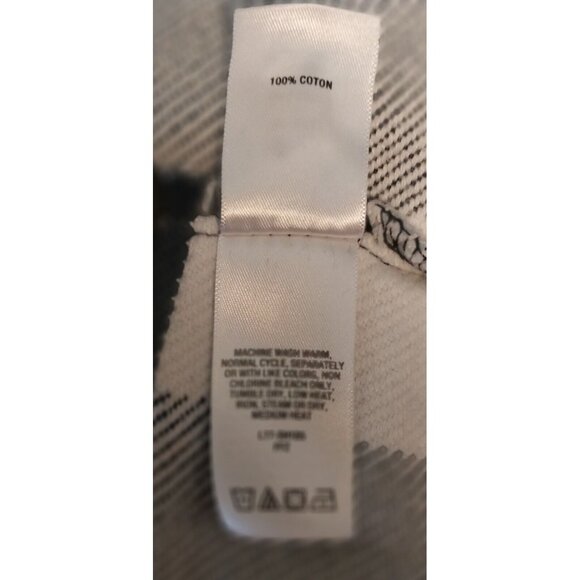 100% COTON
MACHINE WASH WARM,
NORMAL CYCLE, SEPARATELY
OR WITH LIKE COLORS, NON
CHLORINE BLEACH ONLY,
TUMBLE DRY, LOW HEAT,
IRON, STEAM OR DRY,
MEDIUM HEAT